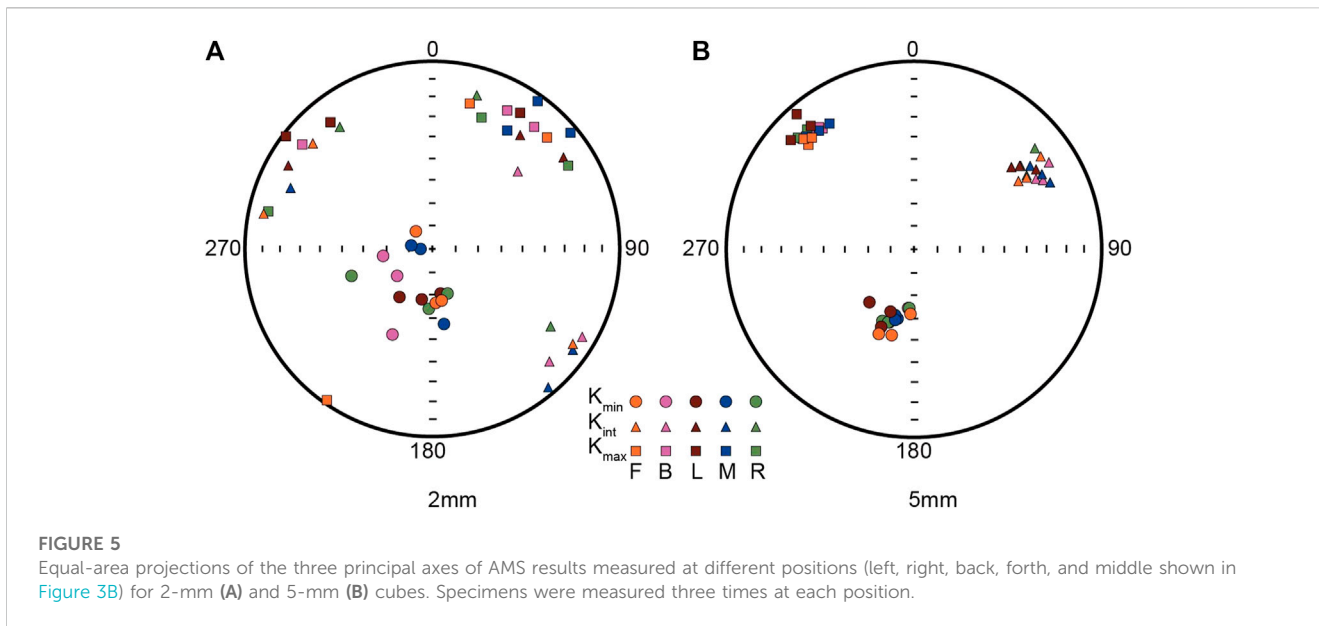 A
0
B
0
270
90
270
90
180
180
Kmin
Kint
Kmax
F B L M R
2mm
5mm
FIGURE 5
Equal-area projections of the three principal axes of AMS results measured at different positions (left, right, back, forth, and middle shown in
Figure 3B) for 2-mm (A) and 5-mm (B) cubes. Specimens were measured three times at each position.